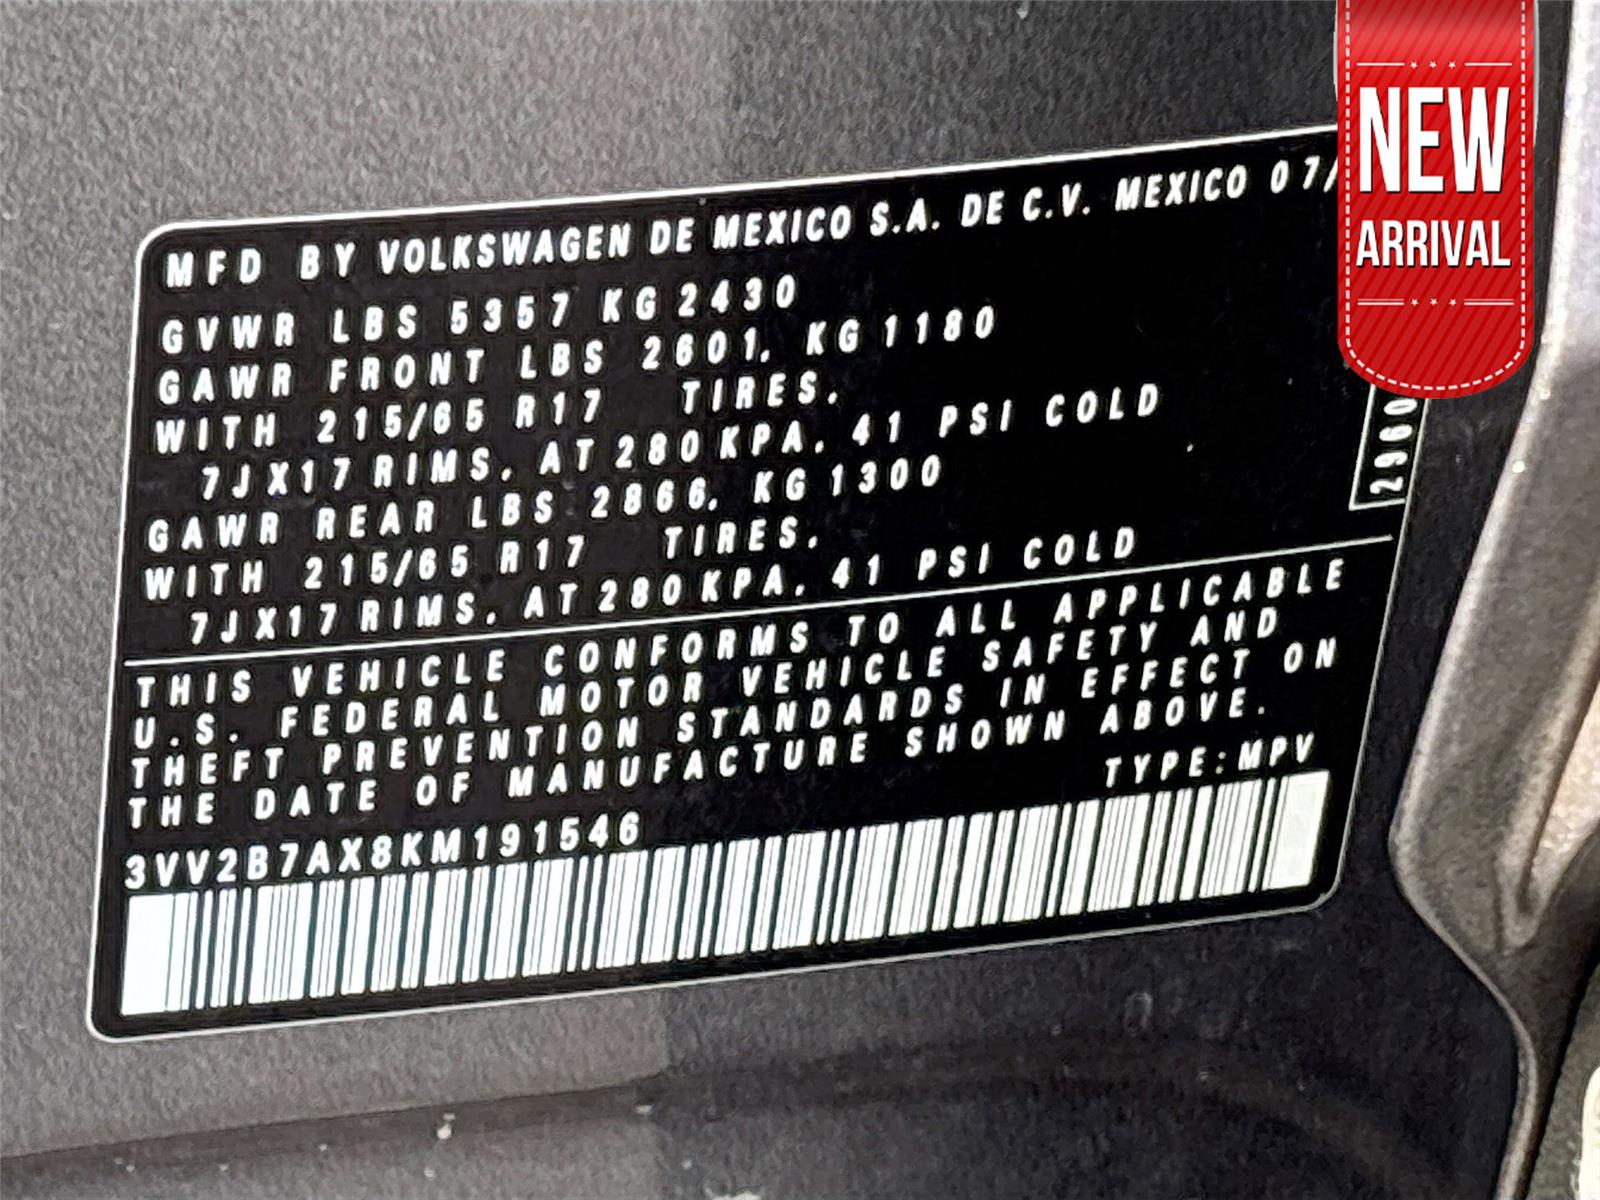 NEW
ARRIVAL
MFD BY VOLKSWAGEN DE MEXICO S.A. DE C.V. MEXICO 07/
GVWR LBS 5357 KG 2430
GAWR FRONT LBS 2601, KG 1180
WITH 215/65 R17 TIRES,
7JX17 RIMS, AT 280 KPA, 41 PSI COLD
GAWR REAR LBS 2866, KG 1300
WITH 215/65 R17 TIRES,
7JX17 RIMS, AT 280 KPA, 41 PSI COLD
2960
THIS VEHICLE CONFORMS TO ALL APPLICABLE
U.S. FEDERAL MOTOR VEHICLE SAFETY AND
THEFT PREVENTION STANDARDS IN EFFECT ON
THE DATE OF MANUFACTURE SHOWN ABOVE.
TYPE:MPV
3VV2B7AX8KM191546